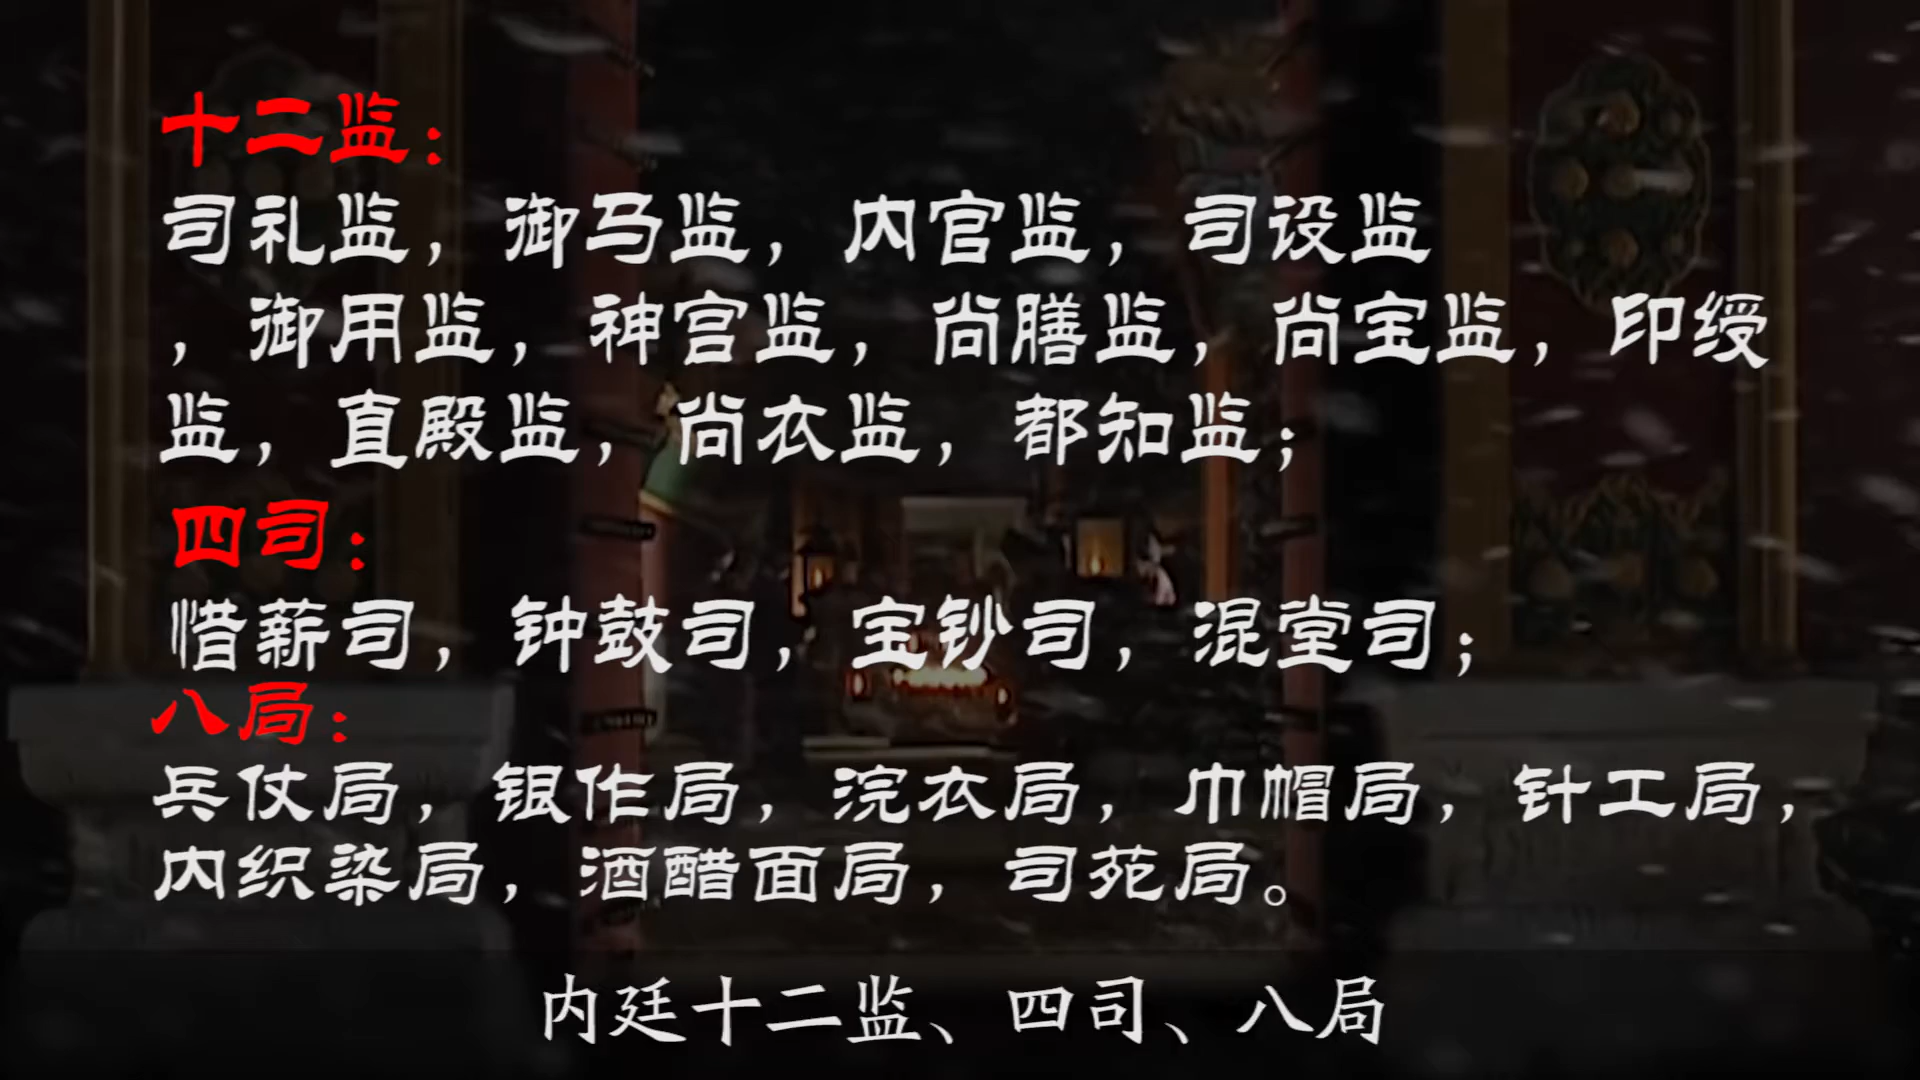 十二监：
司礼监，御马监，内官监，司设监
，御用监，神宫监，尚膳监，尚宝监，印绶
监，直殿监，尚衣监，都知监；
四司：
惜薪司，钟鼓司，宝钞司，混堂司；
八局：
兵仗局，银作局，浣衣局，巾帽局，针工局，
内织染局，酒醋面局，司苑局。
内廷十二监、四司、八局